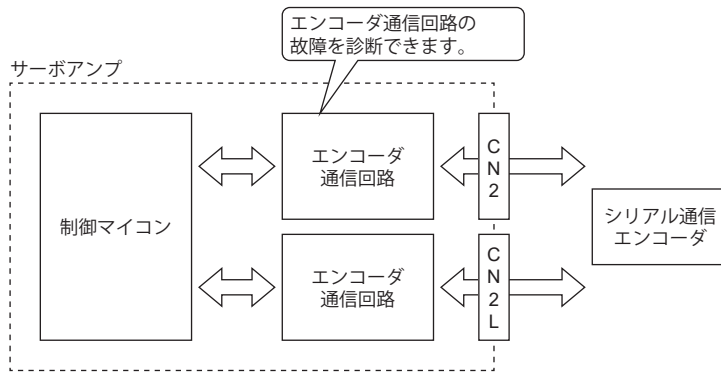 エンコーダ通信回路の
故障を診断できます。
サーボアンプ
制御マイコン
エンコーダ
通信回路
CN2
シリアル通信
エンコーダ
エンコーダ
通信回路
CN2L